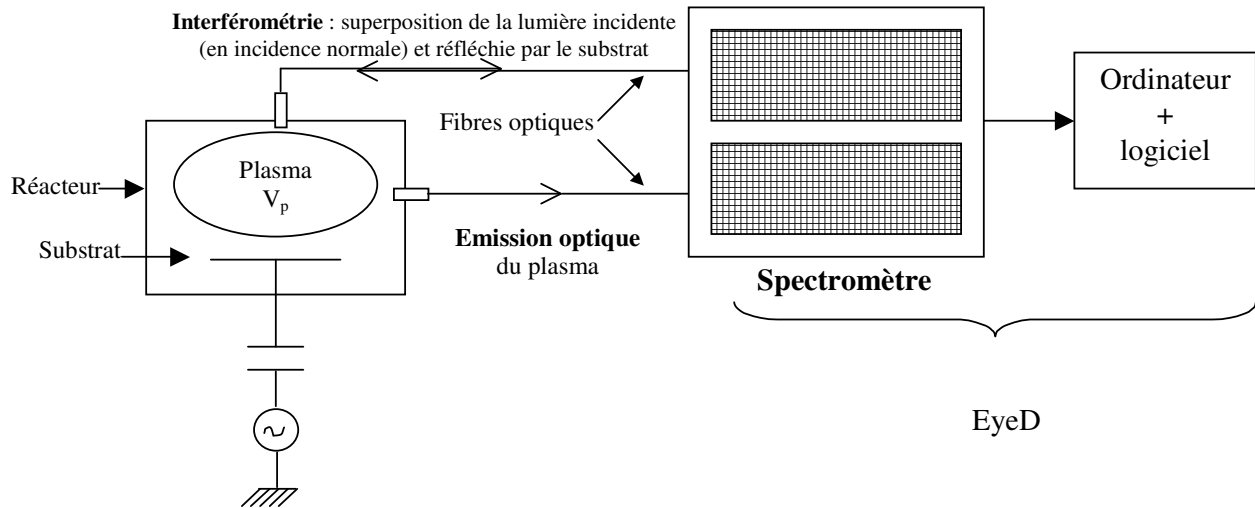 Interférométrie : superposition de la lumière incidente
(en incidence normale) et réfléchie par le substrat
Fibres optiques
Ordinateur
+
logiciel
Réacteur
Plasma
Vp
Substrat
Emission optique
du plasma
Spectromètre
EyeD